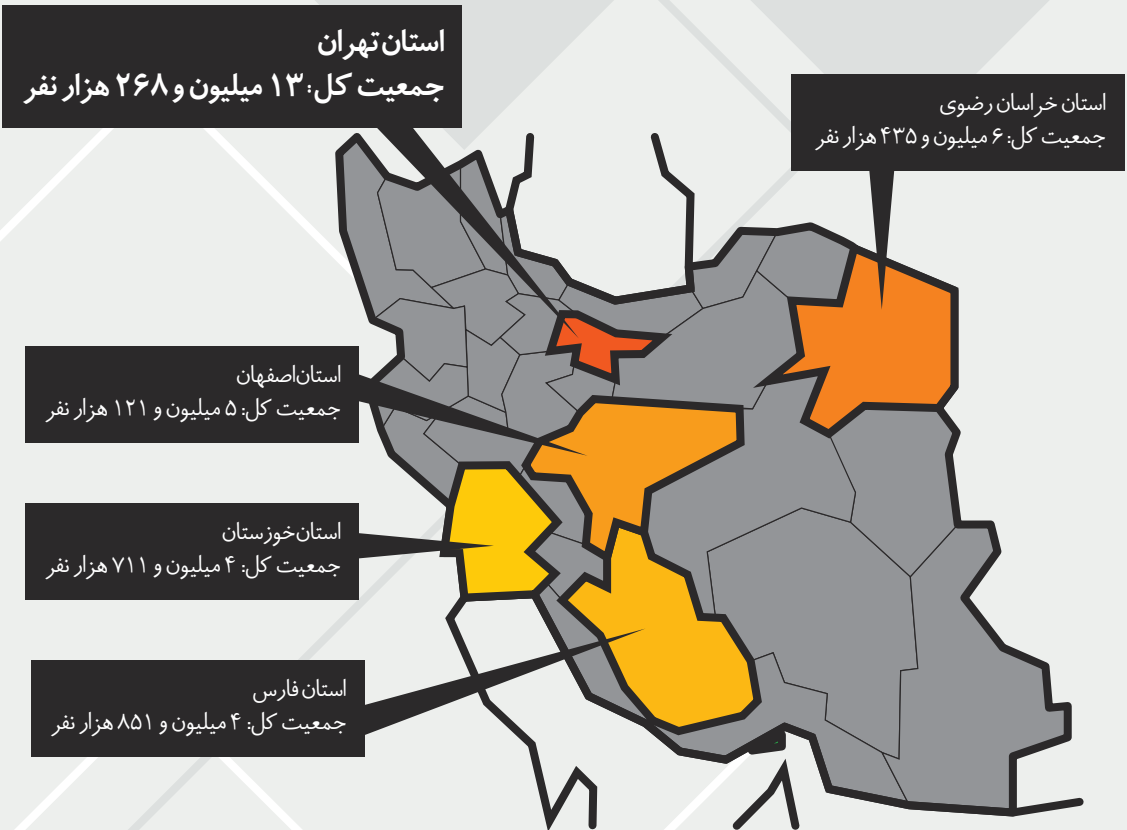 استان تهران
جمعیت کل: ۱۳ میلیون و ۲۶۸ هزار نفر
استان خراسان رضوی
جمعیت کل: ۶ میلیون و ۴۳۵ هزار نفر
استان اصفهان
جمعیت کل: ۵ میلیون و ۱۲۱ هزار نفر
استان خوزستان
جمعیت کل: ۴ میلیون و ۷۱۱ هزار نفر
استان فارس
جمعیت کل: ۴ میلیون و ۸۵۱ هزار نفر